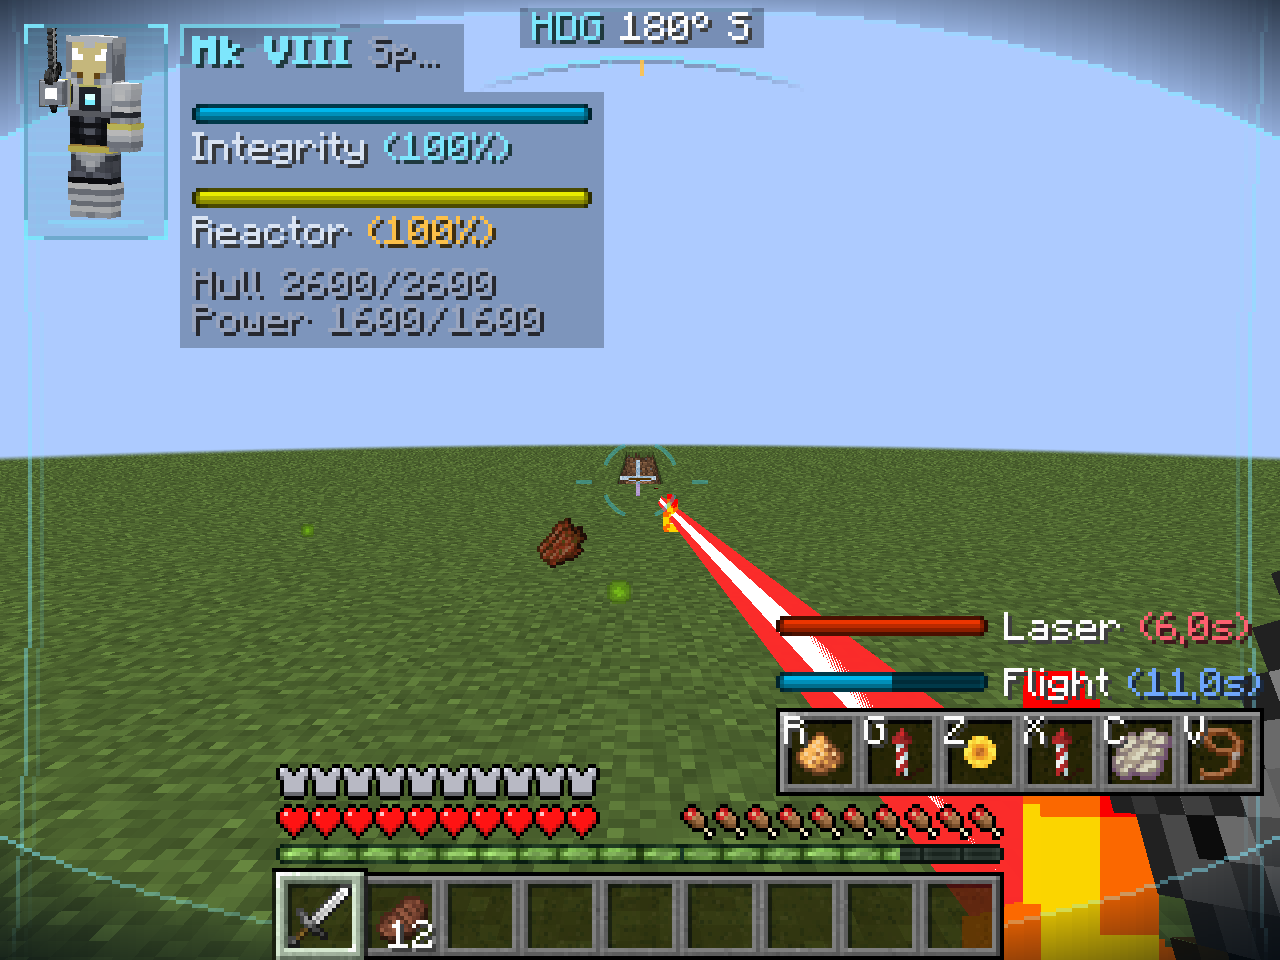 HDG 180º S
Mk VIII Sp...
Integrity (100%)
Reactor (100%)
Hull 2600/2600
Power 1600/1600
Laser (6,0s)
Flight (11,0s)
R G Z X C V
12